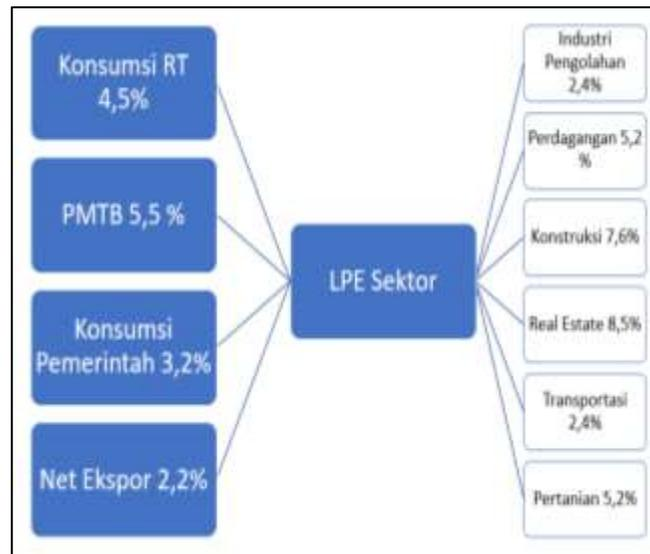 Konsumsi RT
4,5%
PMTB 5,5 %
Konsumsi
Pemerintah 3,2%
Net Ekspor 2,2%
LPE Sektor
Industri
Pengolahan
2,4%
Perdagangan 5,2
%
Konstruksi 7,6%
Real Estate 8,5%
Transportasi
2,4%
Pertanian 5,2%